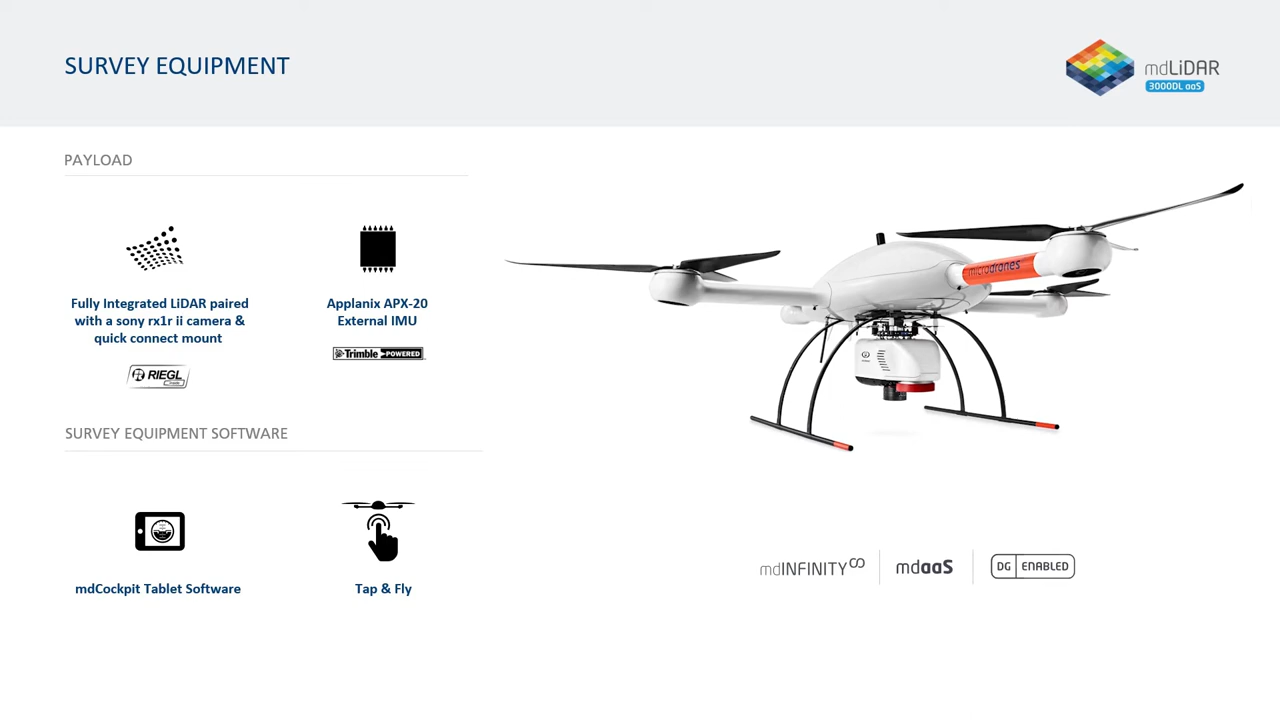 SURVEY EQUIPMENT
mdLiDAR
3000DL aaS
PAYLOAD
Fully Integrated LiDAR paired
with a sony rx1r ii camera &
quick connect mount
RIEGL
inside
Applanix APX-20
External IMU
Trimble POWERED
microdrones
SURVEY EQUIPMENT SOFTWARE
mdCockpit Tablet Software
Tap & Fly
mdINFINITY
mdaaS
DG ENABLED